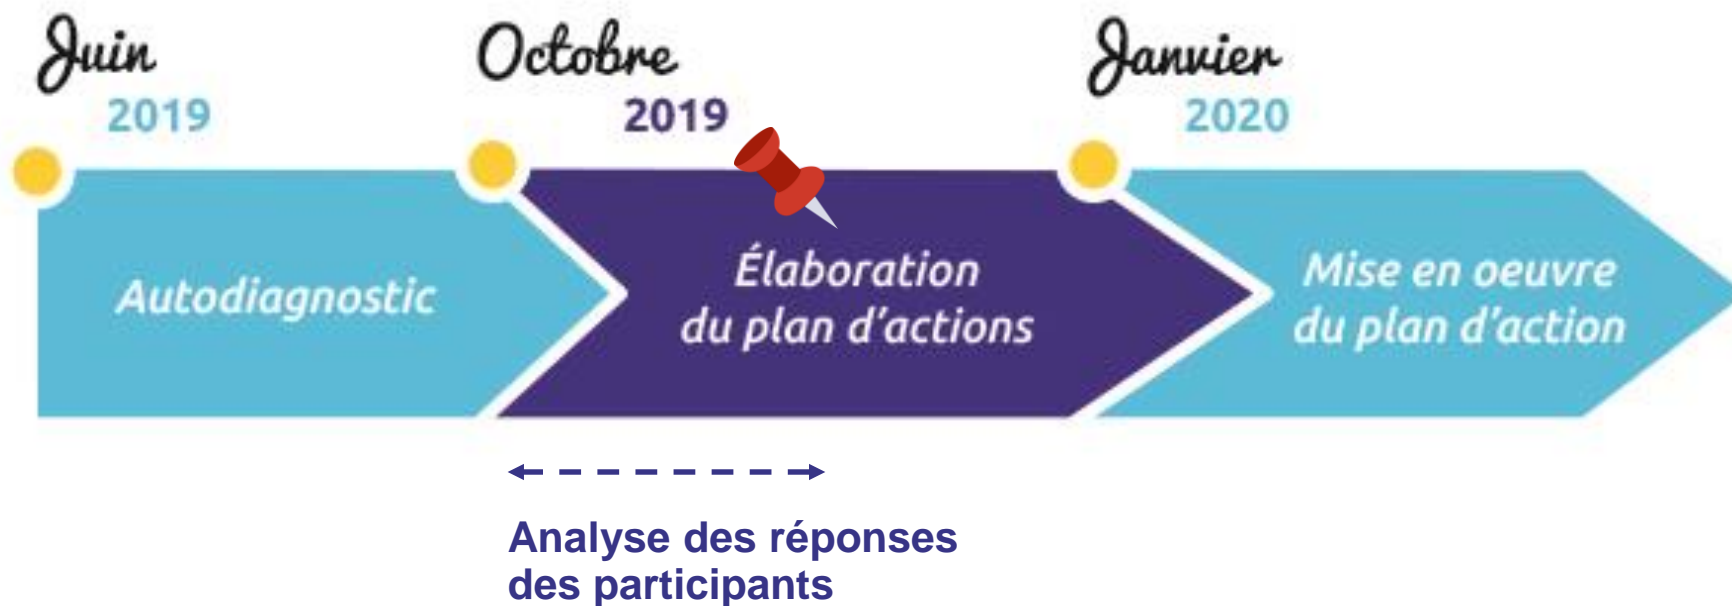 Juin
2019
Octobre
2019
Janvier
2020
Autodiagnostic
Élaboration
du plan d'actions
Mise en oeuvre
du plan d'action
Analyse des réponses
des participants